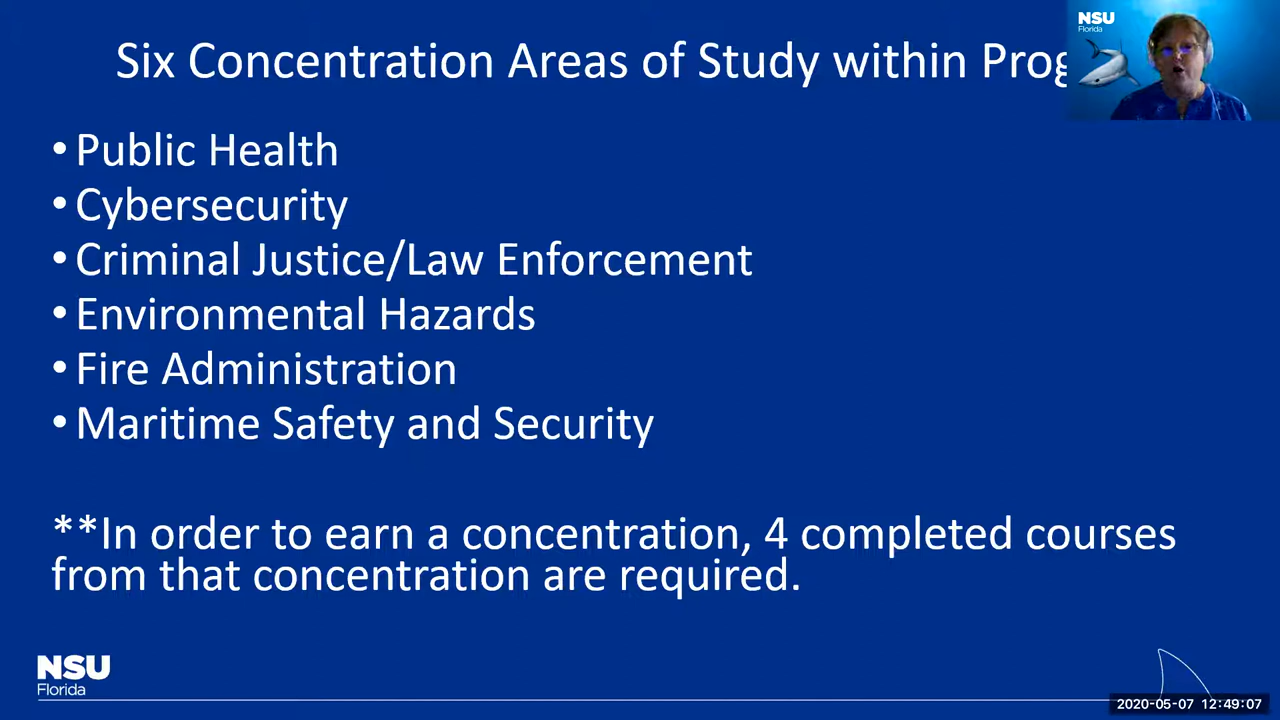 Six Concentration Areas of Study within
NSU
Florida
• Public Health
• Cybersecurity
• Criminal Justice/Law Enforcement
• Environmental Hazards
• Fire Administration
• Maritime Safety and Security
**In order to earn a concentration, 4 completed courses
from that concentration are required.
NSU
Florida
2020-05-07 12:49:07